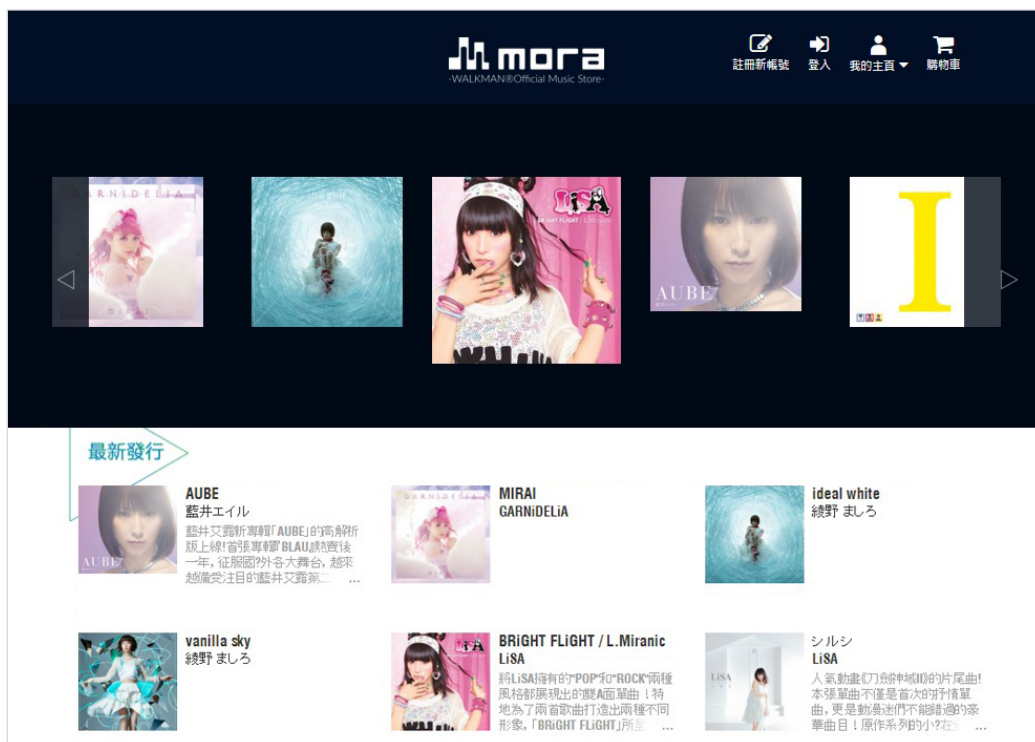 mora
-WALKMAN®Official Music Store-
註冊新帳號
登入
我的主頁
購物車
GARNIDELIA
MIRAI
LiSA
BRiGHT FLiGHT / L.Miranic
AUBE
I
最新發行
AUBE
藍井エイル
藍井艾露新專輯「AUBE」的高解析
版上線!首張專輯『BLAU』熱賣後
一年, 征服國?外各大舞台, 越來
越備受注目的藍井艾露第二 ...
AUBE
MIRAI
GARNiDELiA
GARNIDELIA
ideal white
綾野 ましろ
vanilla sky
綾野 ましろ
BRiGHT FLiGHT / L.Miranic
LiSA
將LiSA擁有的"POP"和"ROCK"兩種
風格都展現出的雙A面單曲！特
地為了兩首歌曲打造出兩種不同
形象,「BRiGHT FLiGHT」所呈 ...
LiSA
シルシ
LiSA
人氣動畫《刀劍神域II》的片尾曲!
本張單曲不僅是首次的抒情單
曲, 更是動漫迷們不能錯過的豪
華曲目！原作系列的小?在全 ...
LiSA